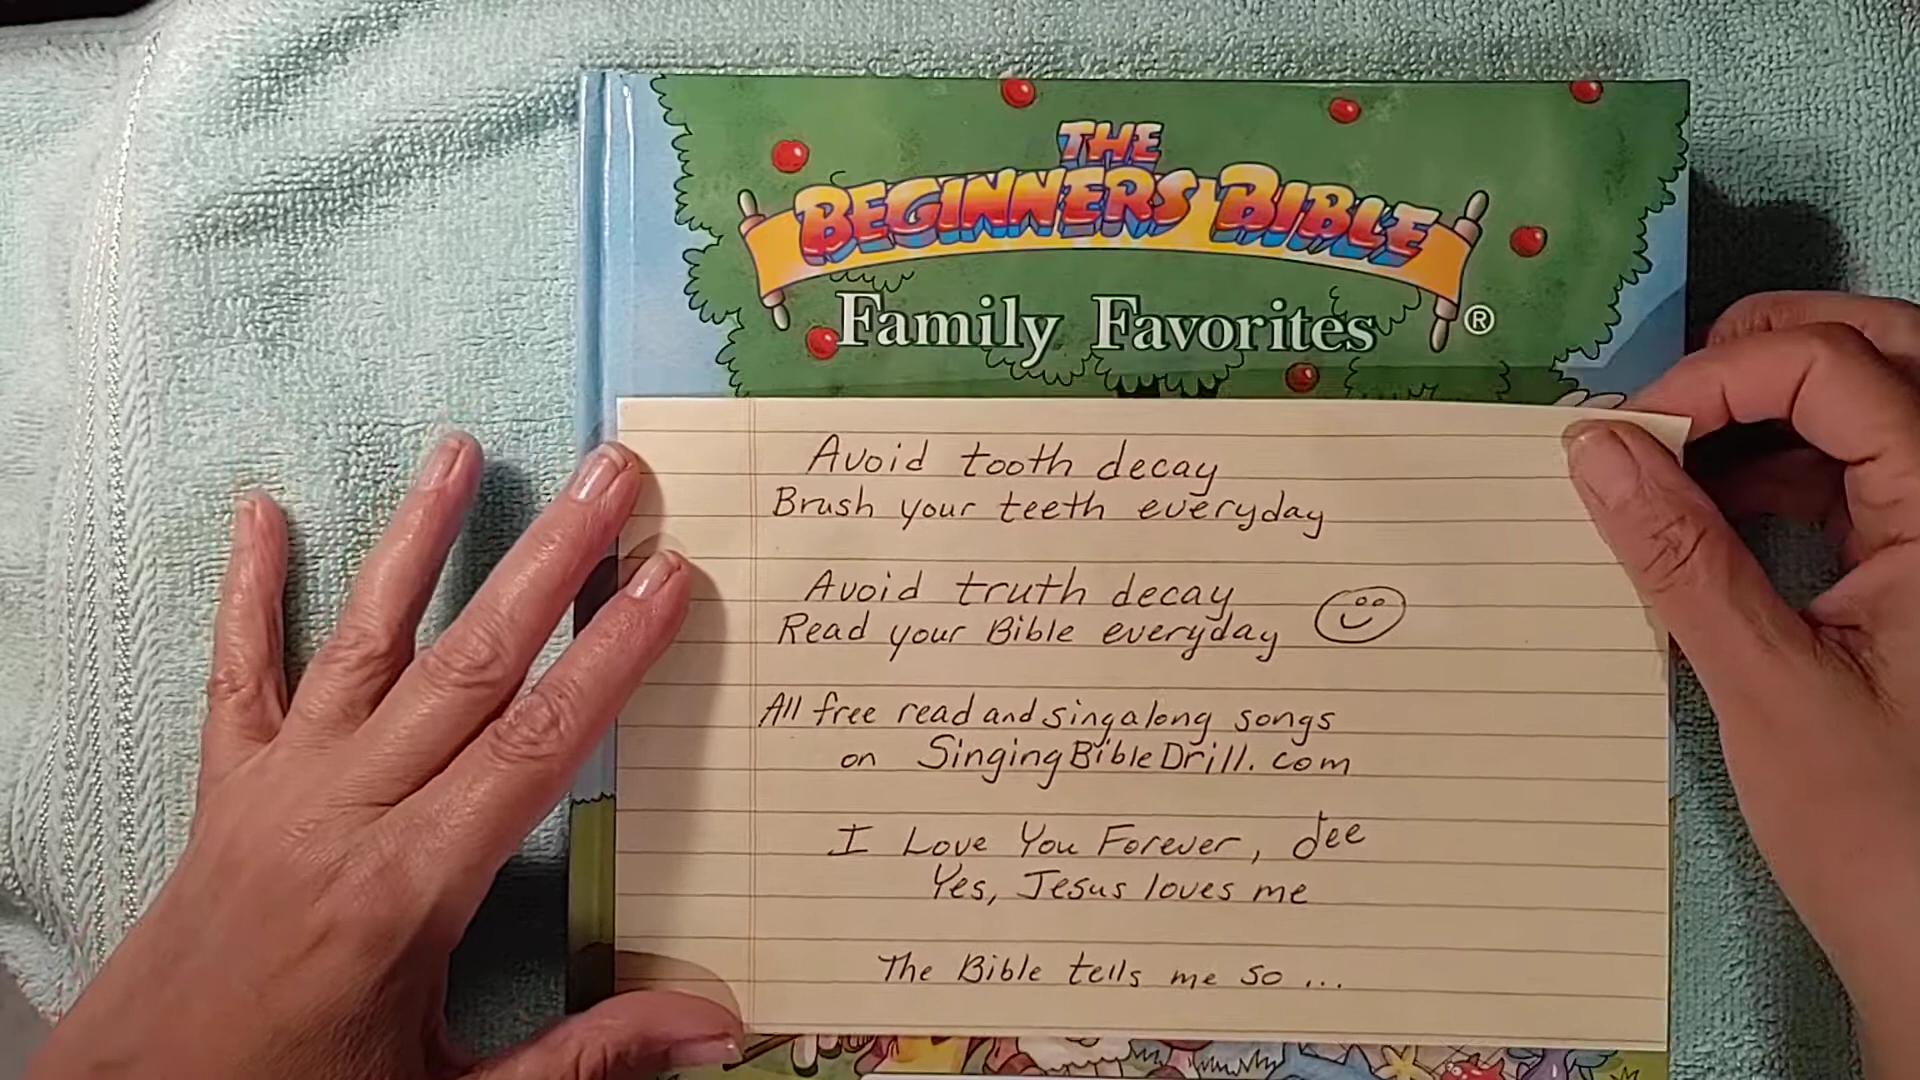 THE
BEGINNERS BIBLE
Family Favorites ®
Avoid tooth decay
Brush your teeth everyday
Avoid truth decay
Read your Bible everyday
All free read and singalong songs
on SingingBibleDrill.com
I Love You Forever, dee
Yes, Jesus loves me
The Bible tells me so ...